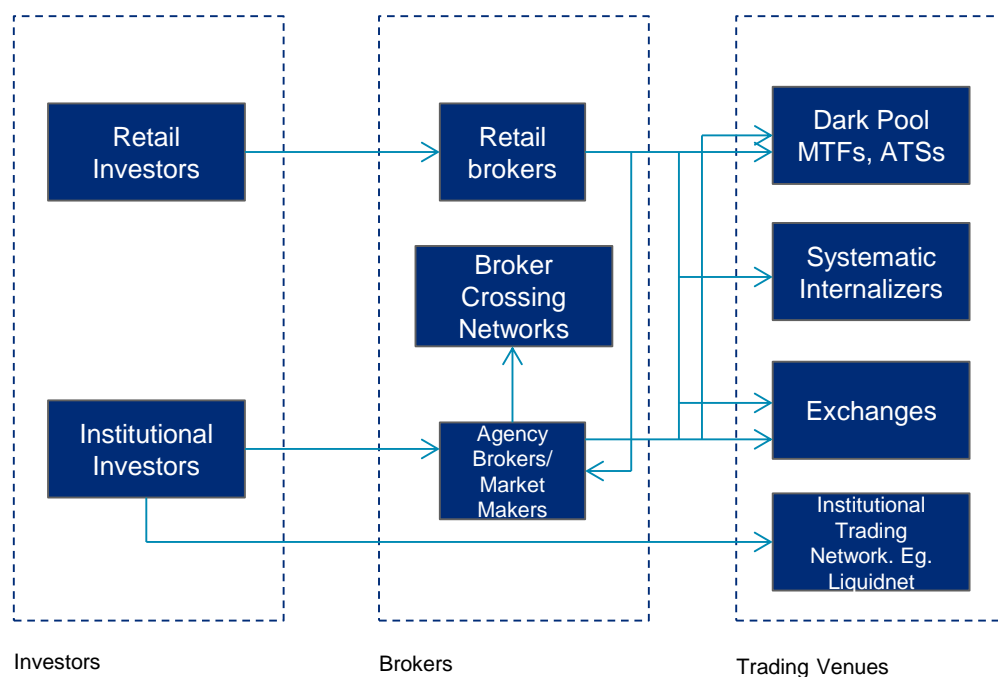 Retail
Investors
Retail
brokers
Dark Pool
MTFs, ATSs
Broker
Crossing
Networks
Systematic
Internalizers
Institutional
Investors
Agency
Brokers/
Market
Makers
Exchanges
Institutional
Trading
Network. Eg.
Liquidnet
Investors
Brokers
Trading Venues